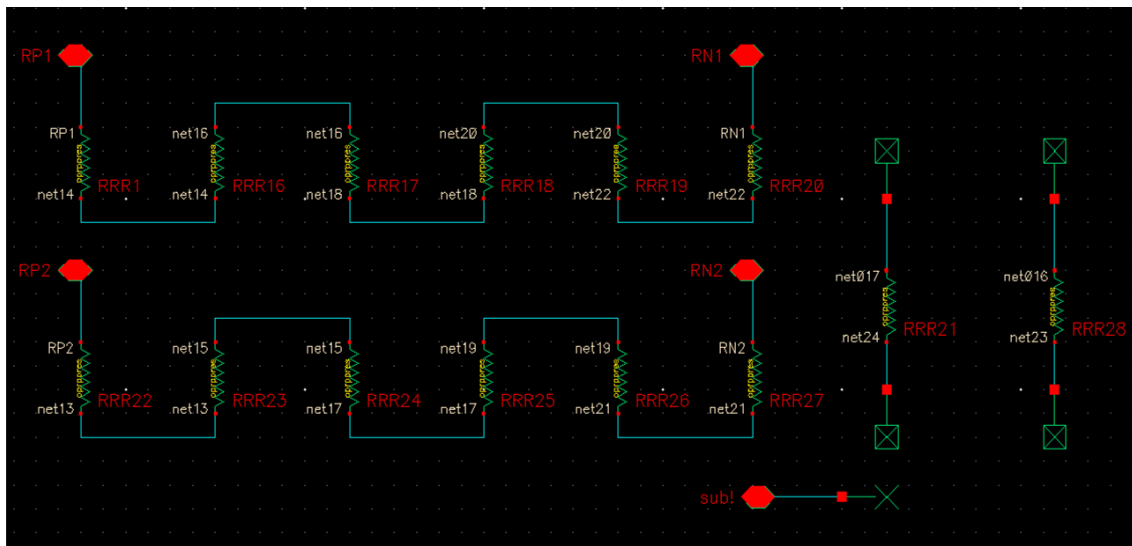 RP1 RN1
RP1 net16 net16 net20 net20 RN1
net14 RRR1 net14 RRR16 net18 RRR17 net18 RRR18 net22 RRR19 net22 RRR20
RP2 RN2
net017 net016
net24 RRR21 net23 RRR28
RP2 net15 net15 net19 net19 RN2
net13 RRR22 net13 RRR23 net17 RRR24 net17 RRR25 net21 RRR26 net21 RRR27
sub!